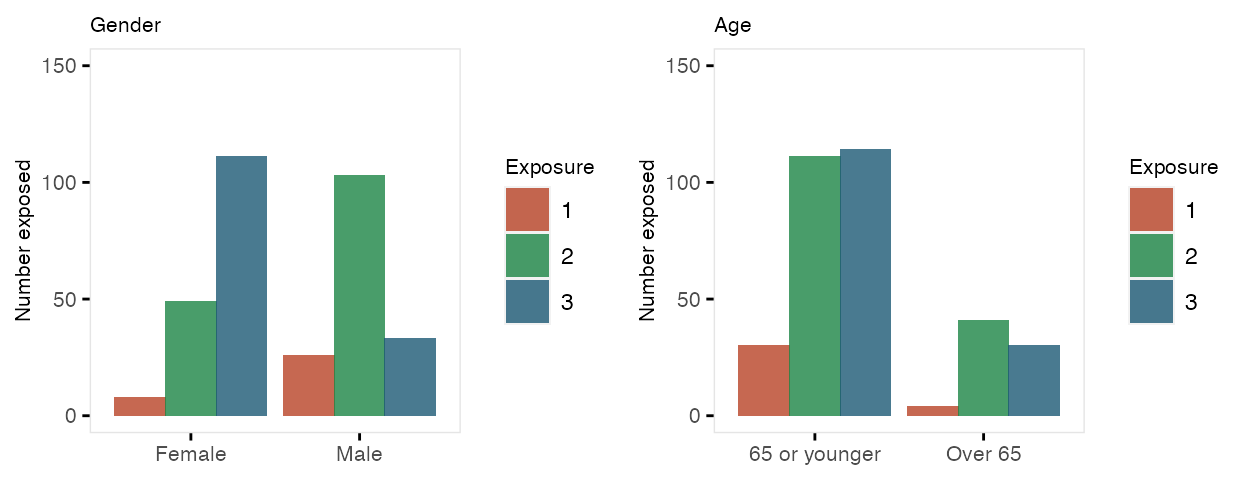 Gender
150
100
50
0
Number exposed
Female Male
Exposure
1
2
3
Age
150
100
50
0
Number exposed
65 or younger Over 65
Exposure
1
2
3